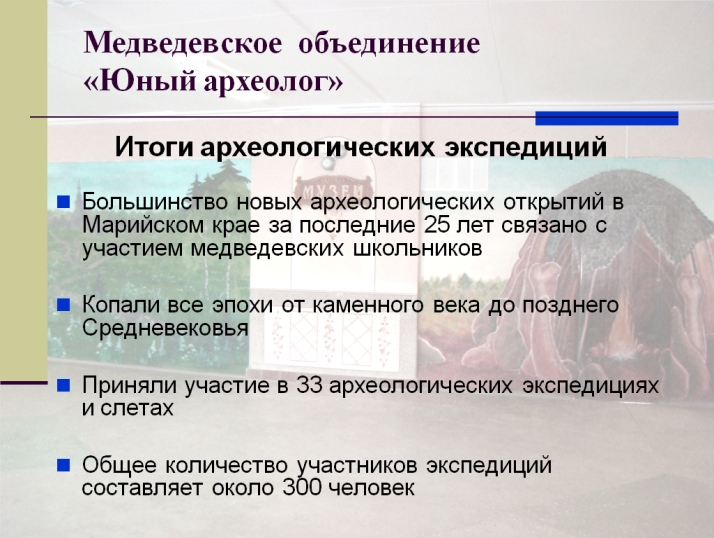 Медведевское объединение
«Юный археолог»
Итоги археологических экспедиций
МУЗЕЙ
Большинство новых археологических открытий в
Марийском крае за последние 25 лет связано с
участием медведевских школьников
Копали все эпохи от каменного века до позднего
Средневековья
Приняли участие в 33 археологических экспедициях
и слетах
Общее количество участников экспедиций
составляет около 300 человек